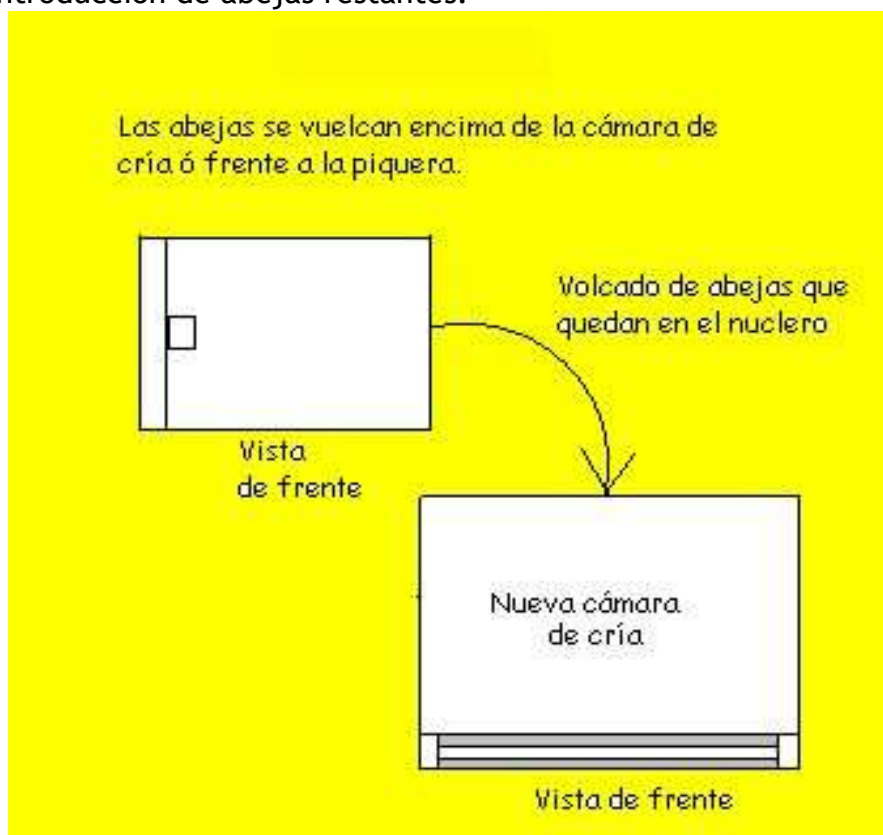 ntroducción de abejas restantes.
Las abejas se vuelcan encima de la cámara de
cría ó frente a la piquera.
Volcado de abejas que
quedan en el nuclero
Vista
de frente
Nueva cámara
de cría
Vista de frente